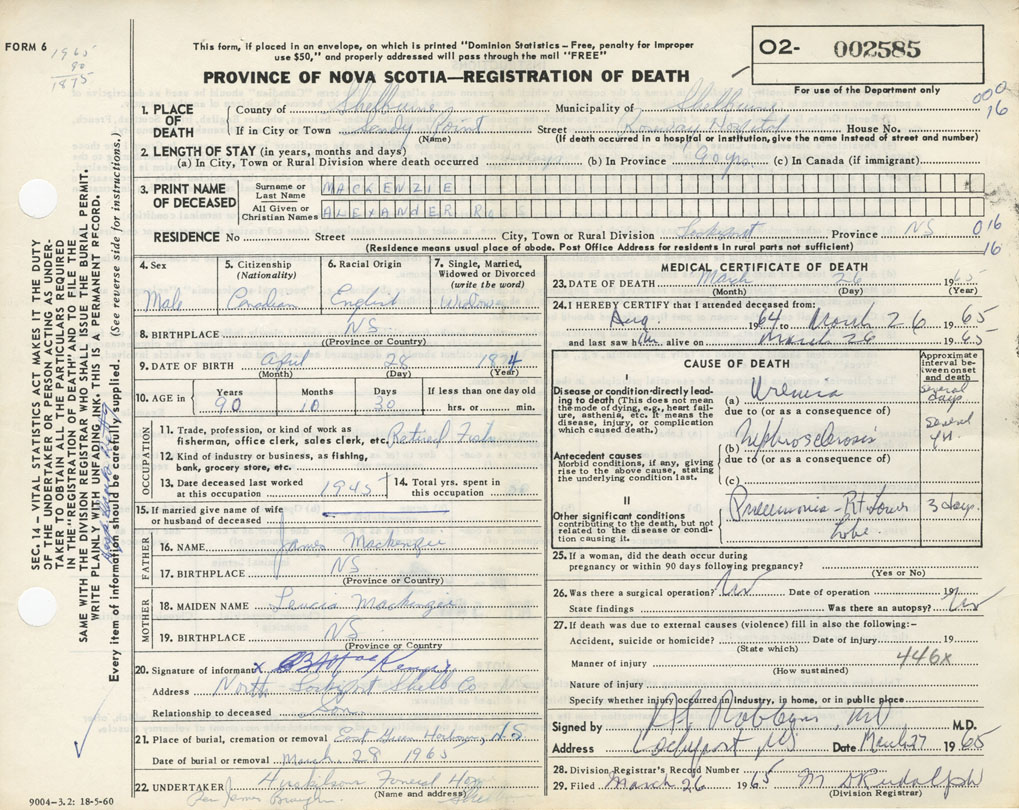 FORM 6
1965
90
1875
This form, if placed in an envelope, on which is printed "Dominion Statistics – Free, penalty for improper
use $50," and properly addressed will pass through the mail "FREE"
PROVINCE OF NOVA SCOTIA—REGISTRATION OF DEATH
O2- 002585
For use of the Department only
000
16
1. PLACE OF DEATH
County of Shelburne Municipality of Shelburne
If in City or Town Sandy Point Street Roseway Hospital House No.
(Name) (If death occurred in a hospital or institution, give the name instead of street and number)
2. LENGTH OF STAY (in years, months and days)
(a) In City, Town or Rural Division where death occurred (b) In Province 90 yrs. (c) In Canada (if immigrant)
3. PRINT NAME OF DECEASED
Surname or Last Name MACKENZIE
All Given or Christian Names ALEXANDER ROSS
RESIDENCE No Street City, Town or Rural Division Lockeport Province NS
016
16
(Residence means usual place of abode. Post Office Address for residents in rural parts not sufficient)
4. Sex Male
5. Citizenship (Nationality) Canadian
6. Racial Origin English
7. Single, Married, Widowed or Divorced (write the word) Widower
8. BIRTHPLACE NS
(Province or Country)
9. DATE OF BIRTH April 28 1874
(Month) (Day) (Year)
10. AGE in Years 90 Months 10 Days 30 If less than one day old hrs. or min.
OCCUPATION
11. Trade, profession, or kind of work as
fisherman, office clerk, sales clerk, etc. Retired
12. Kind of industry or business, as fishing,
bank, grocery store, etc.
13. Date deceased last worked
at this occupation 1945
14. Total yrs. spent in
this occupation
15. If married give name of wife
or husband of deceased
FATHER
16. NAME James Mackenzie
17. BIRTHPLACE NS
(Province or Country)
MOTHER
18. MAIDEN NAME Mackenzie
19. BIRTHPLACE NS
(Province or Country
20. Signature of informant X
Address North Lockeport Shelb Co
Relationship to deceased Son
21. Place of burial, cremation or removal East Green Harbour, N.S.
Date of burial or removal March 28 1965
22. UNDERTAKER Funeral Home
Per James
(Name and address)
9004—3.2: 18-5-60
MEDICAL CERTIFICATE OF DEATH
23. DATE OF DEATH March 26 1965
(Month) (Day) (Year)
24. I HEREBY CERTIFY that I attended deceased from:
Aug. 1964 to March 26 1965
and last saw him alive on March 26 1965
CAUSE OF DEATH
Approximate interval between onset and death
I
Disease or condition directly leading to death (This does not mean the mode of dying, e.g., heart failure, asthenia, etc. It means the disease, injury, or complication which caused death.)
(a) Uremia several days
due to (or as a consequence of)
(b) Nephrosclerosis several yrs.
due to (or as a consequence of)
Antecedent causes
Morbid conditions, if any, giving rise to the above cause, stating the underlying condition last.
(c)
II
Other significant conditions
contributing to the death, but not related to the disease or condition causing it.
Pneumonia - Rt Lower Lobe. 3 days.
25. If a woman, did the death occur during
pregnancy or within 90 days following pregnancy?
(Yes or No)
26. Was there a surgical operation? No Date of operation 19
State findings Was there an autopsy? No
27. If death was due to external causes (violence) fill in also the following:–
Accident, suicide or homicide? Date of injury 19
(State which)
Manner of injury 446x
(How sustained)
Nature of injury
Specify whether injury occurred in industry, in home, or in public place
Signed by MD M.D.
Address Lockeport, NS Date March 27 1965
28. Division Registrar's Record Number
29. Filed March 26 1965 M D Rudolph
(Division Registrar)
SEC. 14 – VITAL STATISTICS ACT MAKES IT THE DUTY
OF THE UNDERTAKER OR PERSON ACTING AS UNDER-
TAKER TO OBTAIN ALL THE PARTICULARS REQUIRED
IN THE "REGISTRATION OF DEATH" AND TO FILE THE
SAME WITH THE DIVISION REGISTRAR WHO SHALL ISSUE THE BURIAL PERMIT.
WRITE PLAINLY WITH UNFADING INK. THIS IS A PERMANENT RECORD.
Every item of information should be carefully supplied. (See reverse side for instructions.)